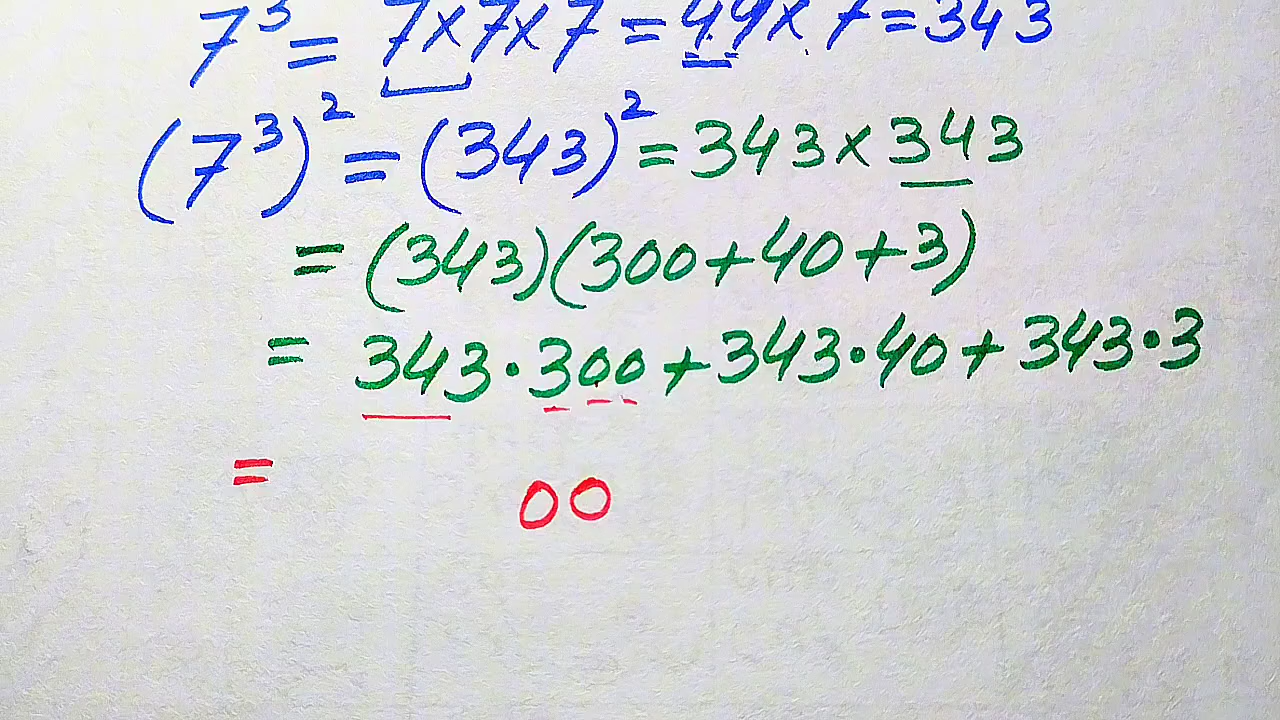 7³ = 7×7×7 = 49×7 = 343
(7³)² = (343)² = 343×343
= (343)(300+40+3)
= 343·300+343·40+343·3
= 00